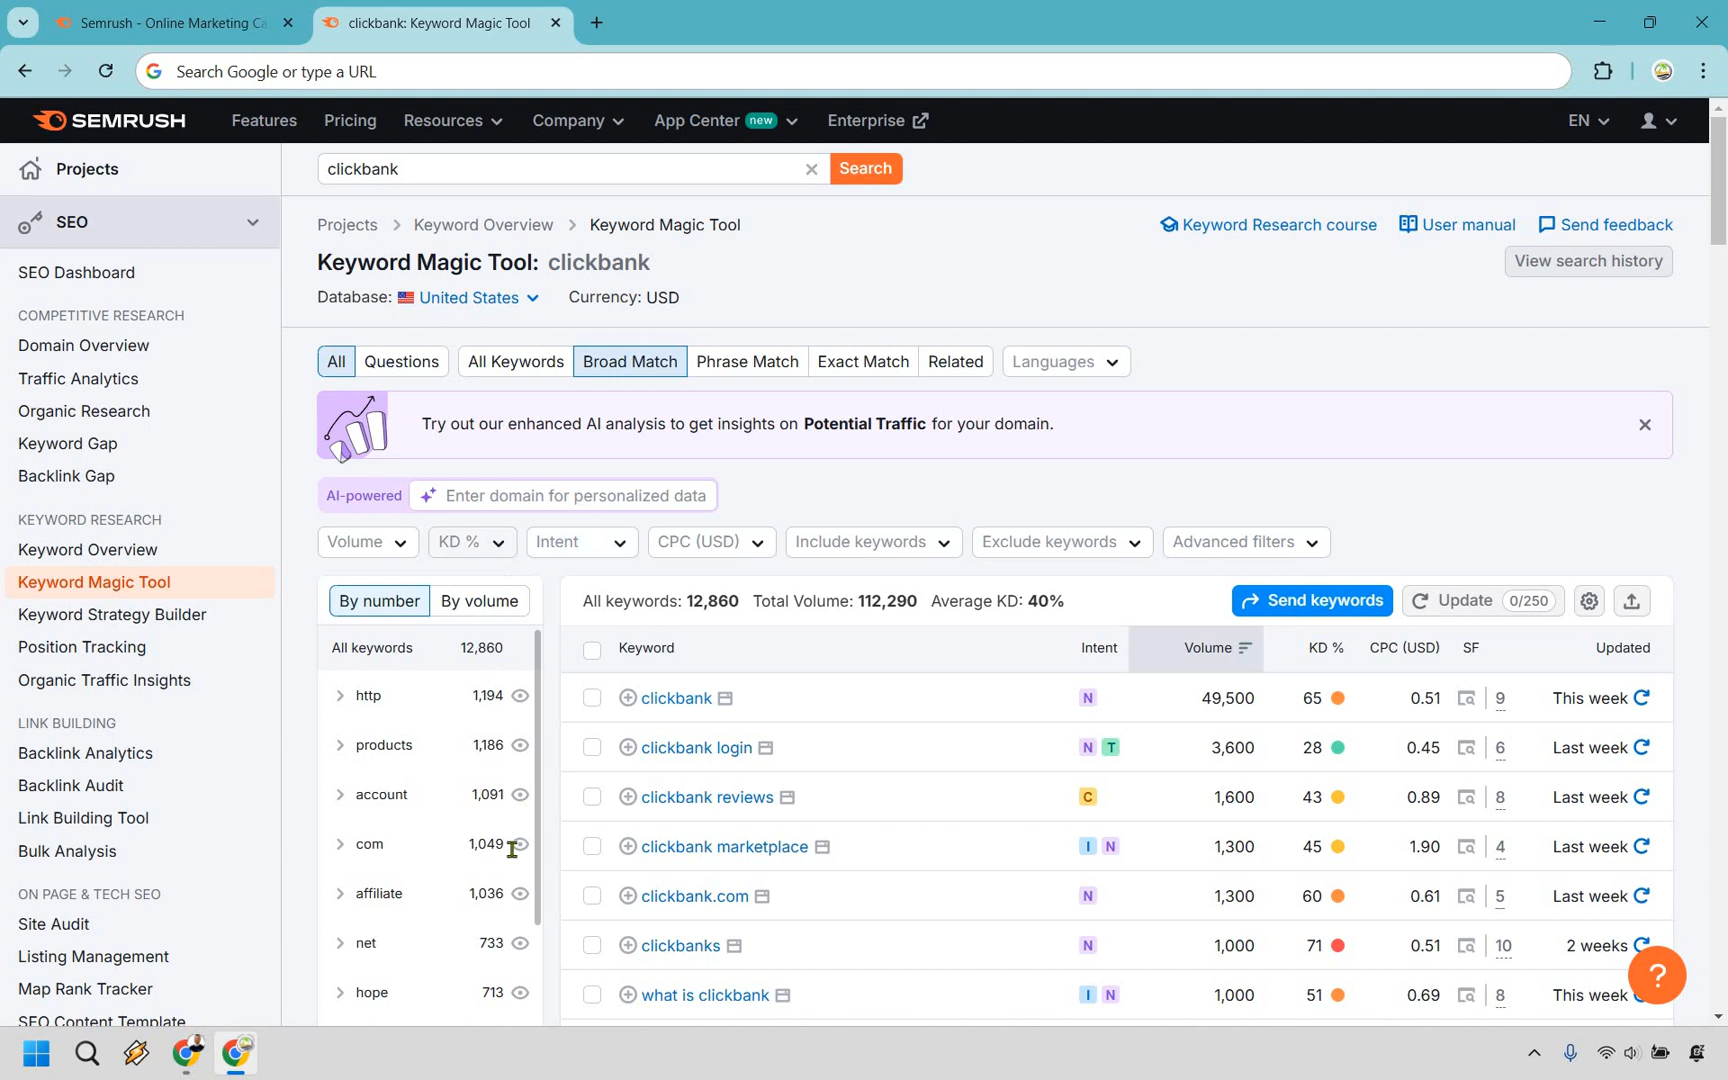 Semrush - Online Marketing Ca
clickbank: Keyword Magic Tool
Search Google or type a URL
SEMRUSH
Features Pricing Resources Company App Center new Enterprise EN
Projects
clickbank Search
SEO
Projects > Keyword Overview > Keyword Magic Tool
Keyword Research course User manual Send feedback
Keyword Magic Tool: clickbank
View search history
Database: United States Currency: USD
SEO Dashboard
COMPETITIVE RESEARCH
Domain Overview
Traffic Analytics
Organic Research
Keyword Gap
Backlink Gap
KEYWORD RESEARCH
Keyword Overview
Keyword Magic Tool
Keyword Strategy Builder
Position Tracking
Organic Traffic Insights
LINK BUILDING
Backlink Analytics
Backlink Audit
Link Building Tool
Bulk Analysis
ON PAGE & TECH SEO
Site Audit
Listing Management
Map Rank Tracker
SEO Content Template
All Questions All Keywords Broad Match Phrase Match Exact Match Related Languages
Try out our enhanced AI analysis to get insights on Potential Traffic for your domain.
AI-powered Enter domain for personalized data
Volume KD % Intent CPC (USD) Include keywords Exclude keywords Advanced filters
By number By volume
All keywords 12,860
http 1,194
products 1,186
account 1,091
com 1,049
affiliate 1,036
net 733
hope 713
All keywords: 12,860 Total Volume: 112,290 Average KD: 40%
Send keywords Update 0/250
Keyword Intent Volume KD % CPC (USD) SF Updated
clickbank N 49,500 65 0.51 9 This week
clickbank login N T 3,600 28 0.45 6 Last week
clickbank reviews C 1,600 43 0.89 8 Last week
clickbank marketplace I N 1,300 45 1.90 4 Last week
clickbank.com N 1,300 60 0.61 5 Last week
clickbanks N 1,000 71 0.51 10 2 weeks
what is clickbank I N 1,000 51 0.69 8 This week
?